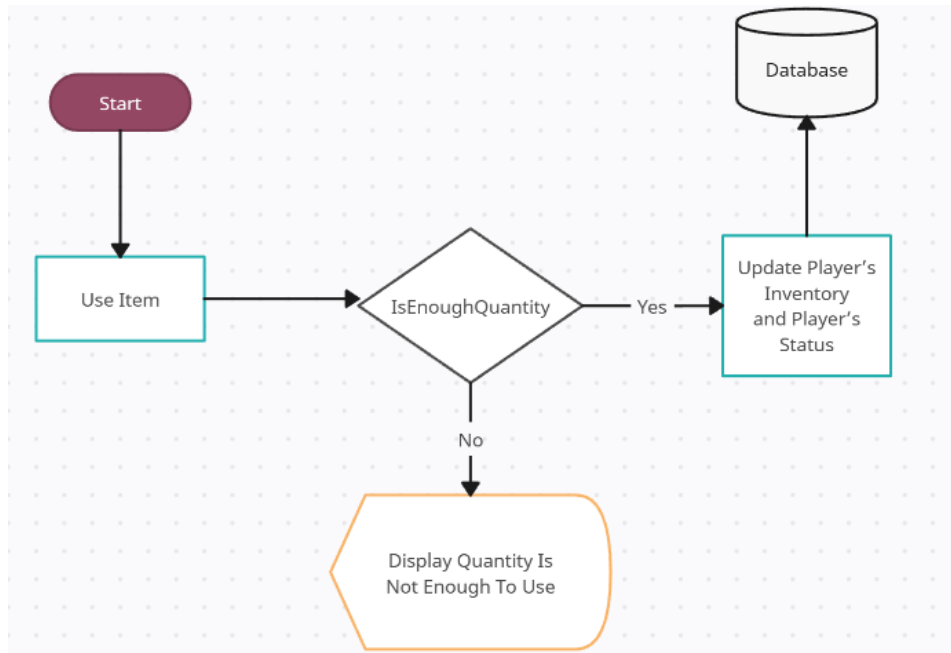 Database
Start
Use Item
IsEnoughQuantity
Yes
Update Player’s
Inventory
and Player’s
Status
No
Display Quantity Is
Not Enough To Use